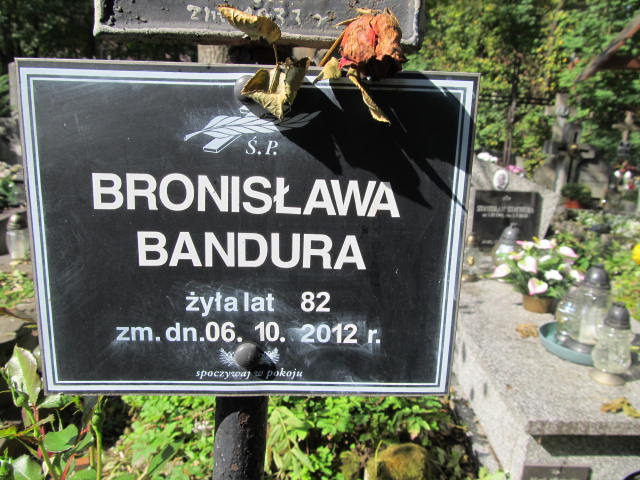 Ś.P.
BRONISŁAWA
BANDURA
żyła lat 82
zm. dn. 06. 10. 2012 r.
spoczywaj w pokoju